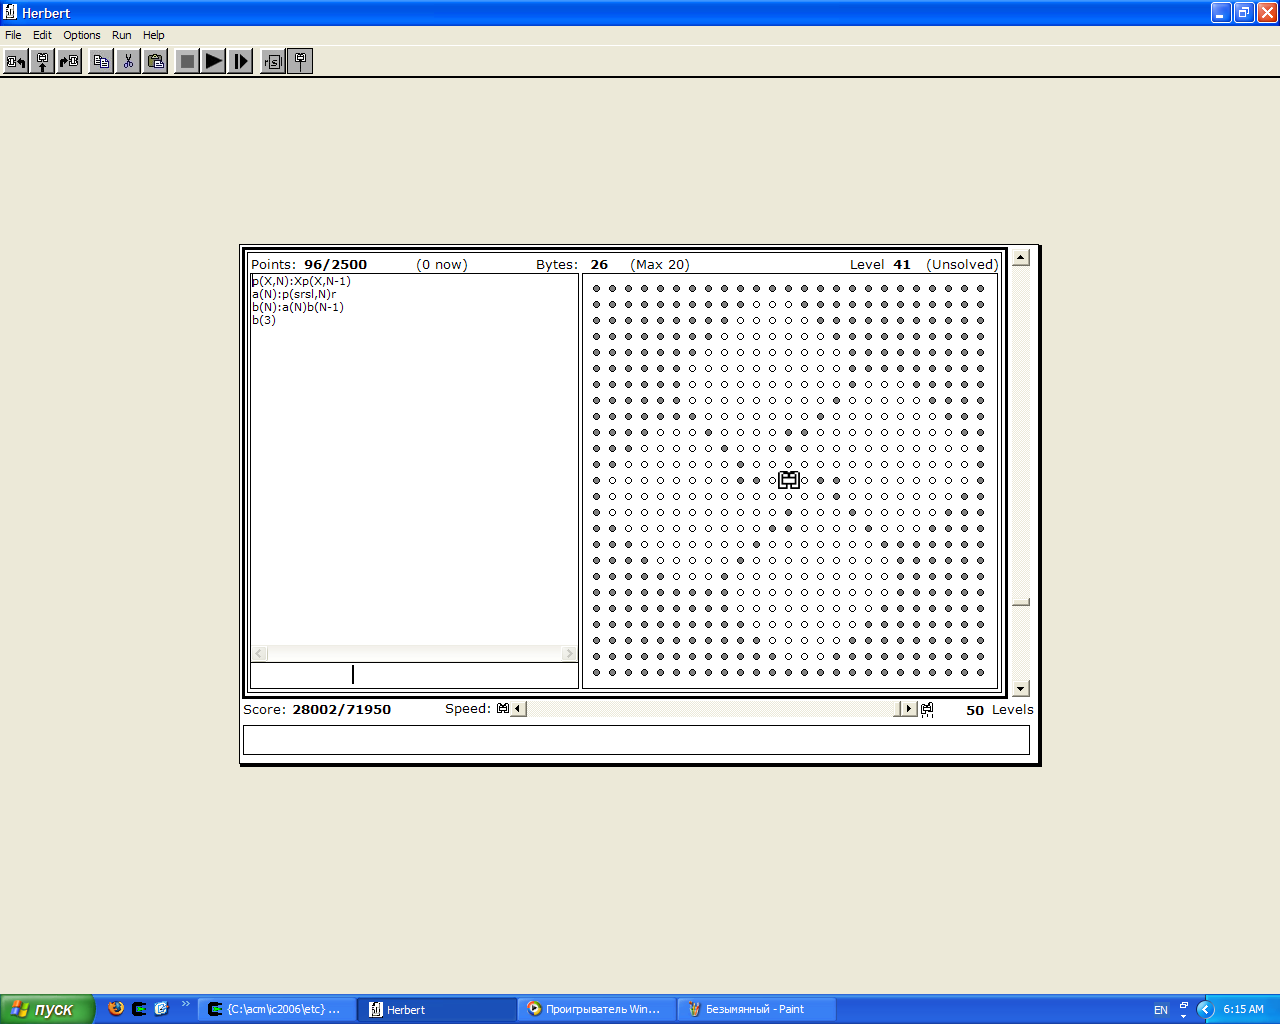 Herbert
File Edit Options Run Help
Points: 96/2500 (0 now) Bytes: 26 (Max 20) Level 41 (Unsolved)
p(X,N):Xp(X,N-1)
a(N):p(srsl,N)r
b(N):a(N)b(N-1)
b(3)
Score: 28002/71950 Speed: 50 Levels
пуск {C:\acm\ic2006\etc} ... Herbert Проигрыватель Win... Безымянный - Paint EN 6:15 AM